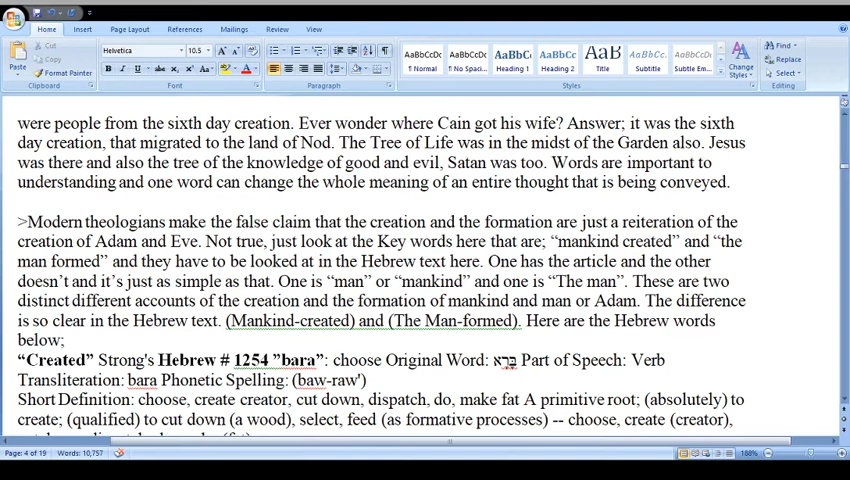 Home Insert Page Layout References Mailings Review View
Cut
Copy
Format Painter
Paste
Clipboard
Helvetica 10.5
Font
Paragraph
AaBbCcDc AaBbCcDc AaBbC AaBbCc AaB AaBbCc. AaBbCcDc
¶ Normal ¶ No Spaci... Heading 1 Heading 2 Title Subtitle Subtle Em...
Change
Styles
Styles
Find
Replace
Select
Editing
were people from the sixth day creation. Ever wonder where Cain got his wife? Answer; it was the sixth
day creation, that migrated to the land of Nod. The Tree of Life was in the midst of the Garden also. Jesus
was there and also the tree of the knowledge of good and evil, Satan was too. Words are important to
understanding and one word can change the whole meaning of an entire thought that is being conveyed.
>Modern theologians make the false claim that the creation and the formation are just a reiteration of the
creation of Adam and Eve. Not true, just look at the Key words here that are; “mankind created” and “the
man formed” and they have to be looked at in the Hebrew text here. One has the article and the other
doesn’t and it’s just as simple as that. One is “man” or “mankind” and one is “The man”. These are two
distinct different accounts of the creation and the formation of mankind and man or Adam. The difference
is so clear in the Hebrew text. (Mankind-created) and (The Man-formed). Here are the Hebrew words
below;
“Created” Strong's Hebrew # 1254 ”bara”: choose Original Word: בָּרָא Part of Speech: Verb
Transliteration: bara Phonetic Spelling: (baw-raw')
Short Definition: choose, create creator, cut down, dispatch, do, make fat A primitive root; (absolutely) to
create; (qualified) to cut down (a wood), select, feed (as formative processes) -- choose, create (creator),
Page: 4 of 19 Words: 10,757 188%